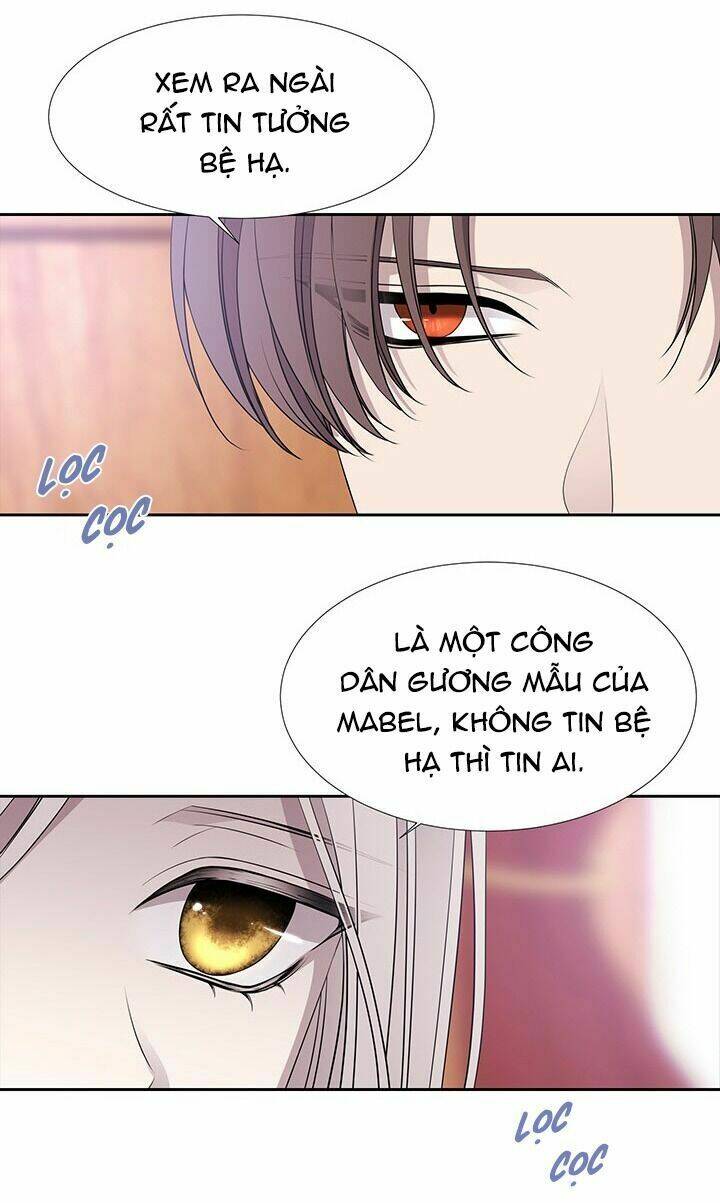 XEM RA NGÀI
RẤT TIN TƯỞNG
BỆ HẠ.
LỌC
CỌC
LÀ MỘT CÔNG
DÂN GƯƠNG MẪU CỦA
MABEL, KHÔNG TIN BỆ
HẠ THÌ TIN AI.
LỌC
CỌC